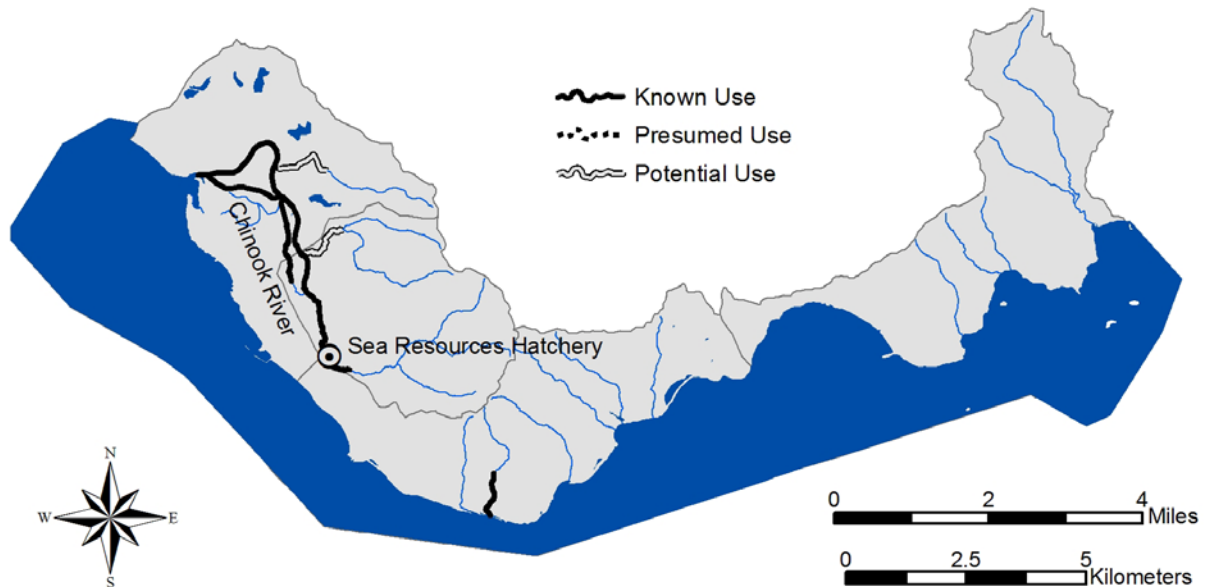 Known Use
Presumed Use
Potential Use
Chinook River
Sea Resources Hatchery
N
W E
S
0 2 4
Miles
0 2.5 5
Kilometers